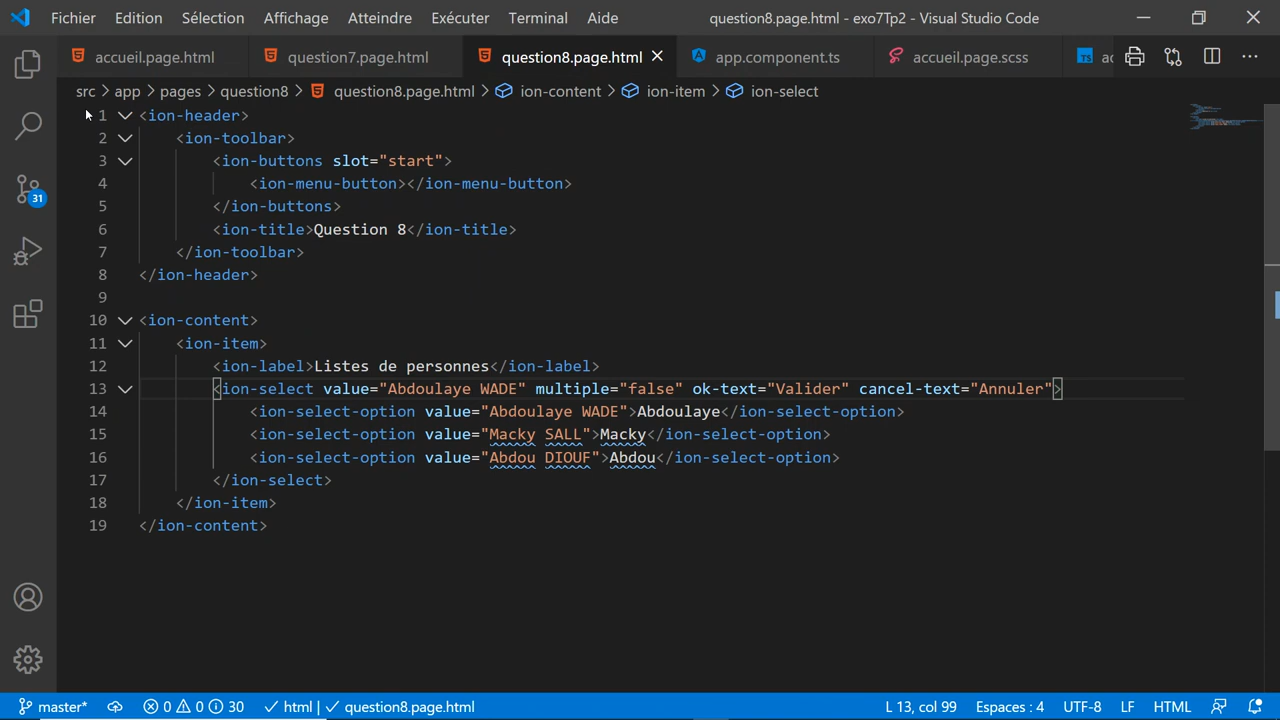 Fichier Edition Sélection Affichage Atteindre Exécuter Terminal Aide question8.page.html - exo7Tp2 - Visual Studio Code
accueil.page.html question7.page.html question8.page.html app.component.ts accueil.page.scss TS ac
src > app > pages > question8 > question8.page.html > ion-content > ion-item > ion-select
1 <ion-header>
2 <ion-toolbar>
3 <ion-buttons slot="start">
4 <ion-menu-button></ion-menu-button>
5 </ion-buttons>
6 <ion-title>Question 8</ion-title>
7 </ion-toolbar>
8 </ion-header>
9
10 <ion-content>
11 <ion-item>
12 <ion-label>Listes de personnes</ion-label>
13 <ion-select value="Abdoulaye WADE" multiple="false" ok-text="Valider" cancel-text="Annuler">
14 <ion-select-option value="Abdoulaye WADE">Abdoulaye</ion-select-option>
15 <ion-select-option value="Macky SALL">Macky</ion-select-option>
16 <ion-select-option value="Abdou DIOUF">Abdou</ion-select-option>
17 </ion-select>
18 </ion-item>
19 </ion-content>
31
master* 0 0 30 html | question8.page.html L 13, col 99 Espaces : 4 UTF-8 LF HTML